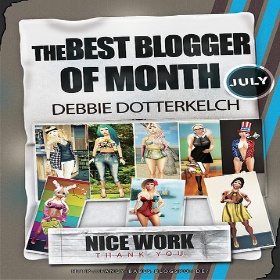 THE BEST BLOGGER
OF MONTH
JULY
DEBBIE DOTTERKELCH
NICE WORK
THANK YOU